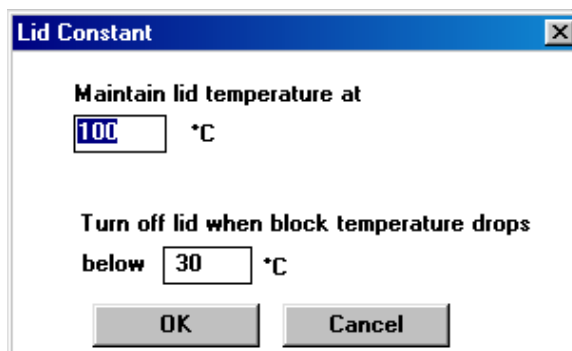 Lid Constant
Maintain lid temperature at
100 °C
Turn off lid when block temperature drops
below 30 °C
OK Cancel